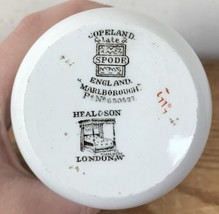 COPELAND
Late
SPODE
ENGLAND
MARLBOROUGH
HEAL & SON
LONDON, W